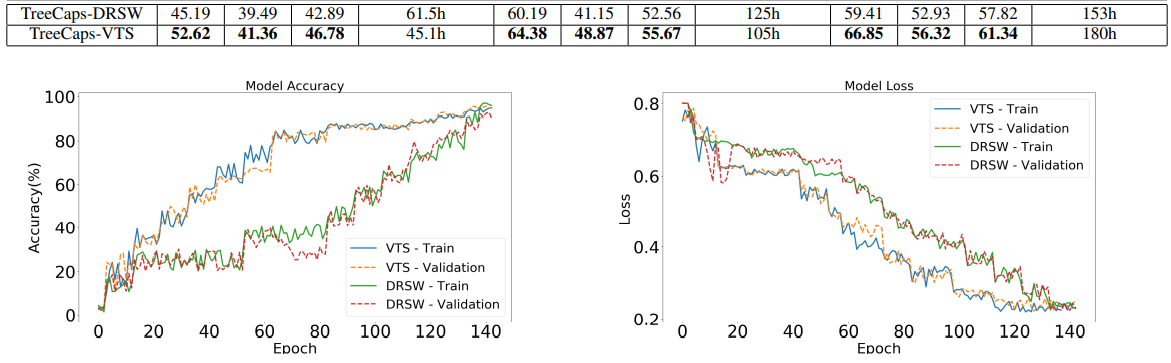 TreeCaps-DRSW 45.19 39.49 42.89 61.5h 60.19 41.15 52.56 125h 59.41 52.93 57.82 153h
TreeCaps-VTS 52.62 41.36 46.78 45.1h 64.38 48.87 55.67 105h 66.85 56.32 61.34 180h
Model Accuracy
Accuracy(%)
100
80
60
40
20
0
0 20 40 60 80 100 120 140
Epoch
VTS - Train
VTS - Validation
DRSW - Train
DRSW - Validation
Model Loss
Loss
0.8
0.6
0.4
0.2
0 20 40 60 80 100 120 140
Epoch
VTS - Train
VTS - Validation
DRSW - Train
DRSW - Validation